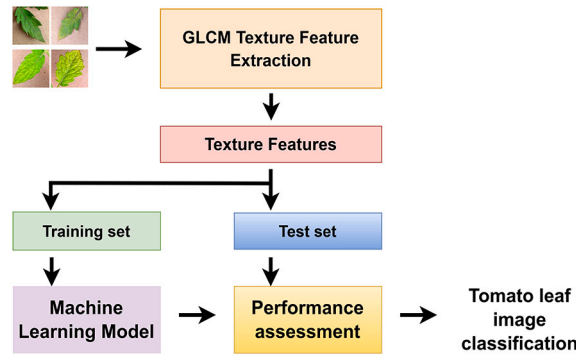 GLCM Texture Feature
Extraction
Texture Features
Training set
Test set
Machine
Learning Model
Performance
assessment
Tomato leaf
image
classification